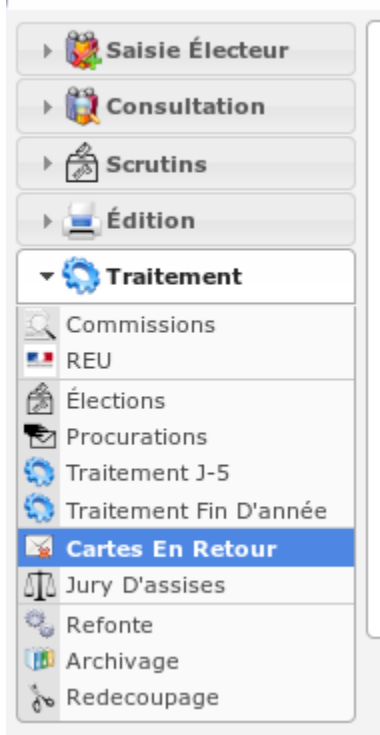 Saisie Électeur
Consultation
Scrutins
Édition
Traitement
Commissions
REU
Élections
Procurations
Traitement J-5
Traitement Fin D'année
Cartes En Retour
Jury D'assises
Refonte
Archivage
Redecoupage